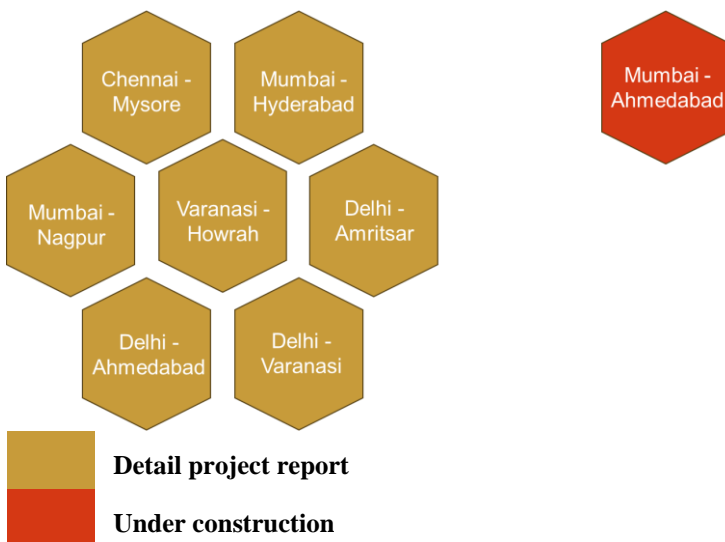 Chennai -
Mysore
Mumbai -
Hyderabad
Mumbai -
Ahmedabad
Mumbai -
Nagpur
Varanasi -
Howrah
Delhi -
Amritsar
Delhi -
Ahmedabad
Delhi -
Varanasi
Detail project report
Under construction